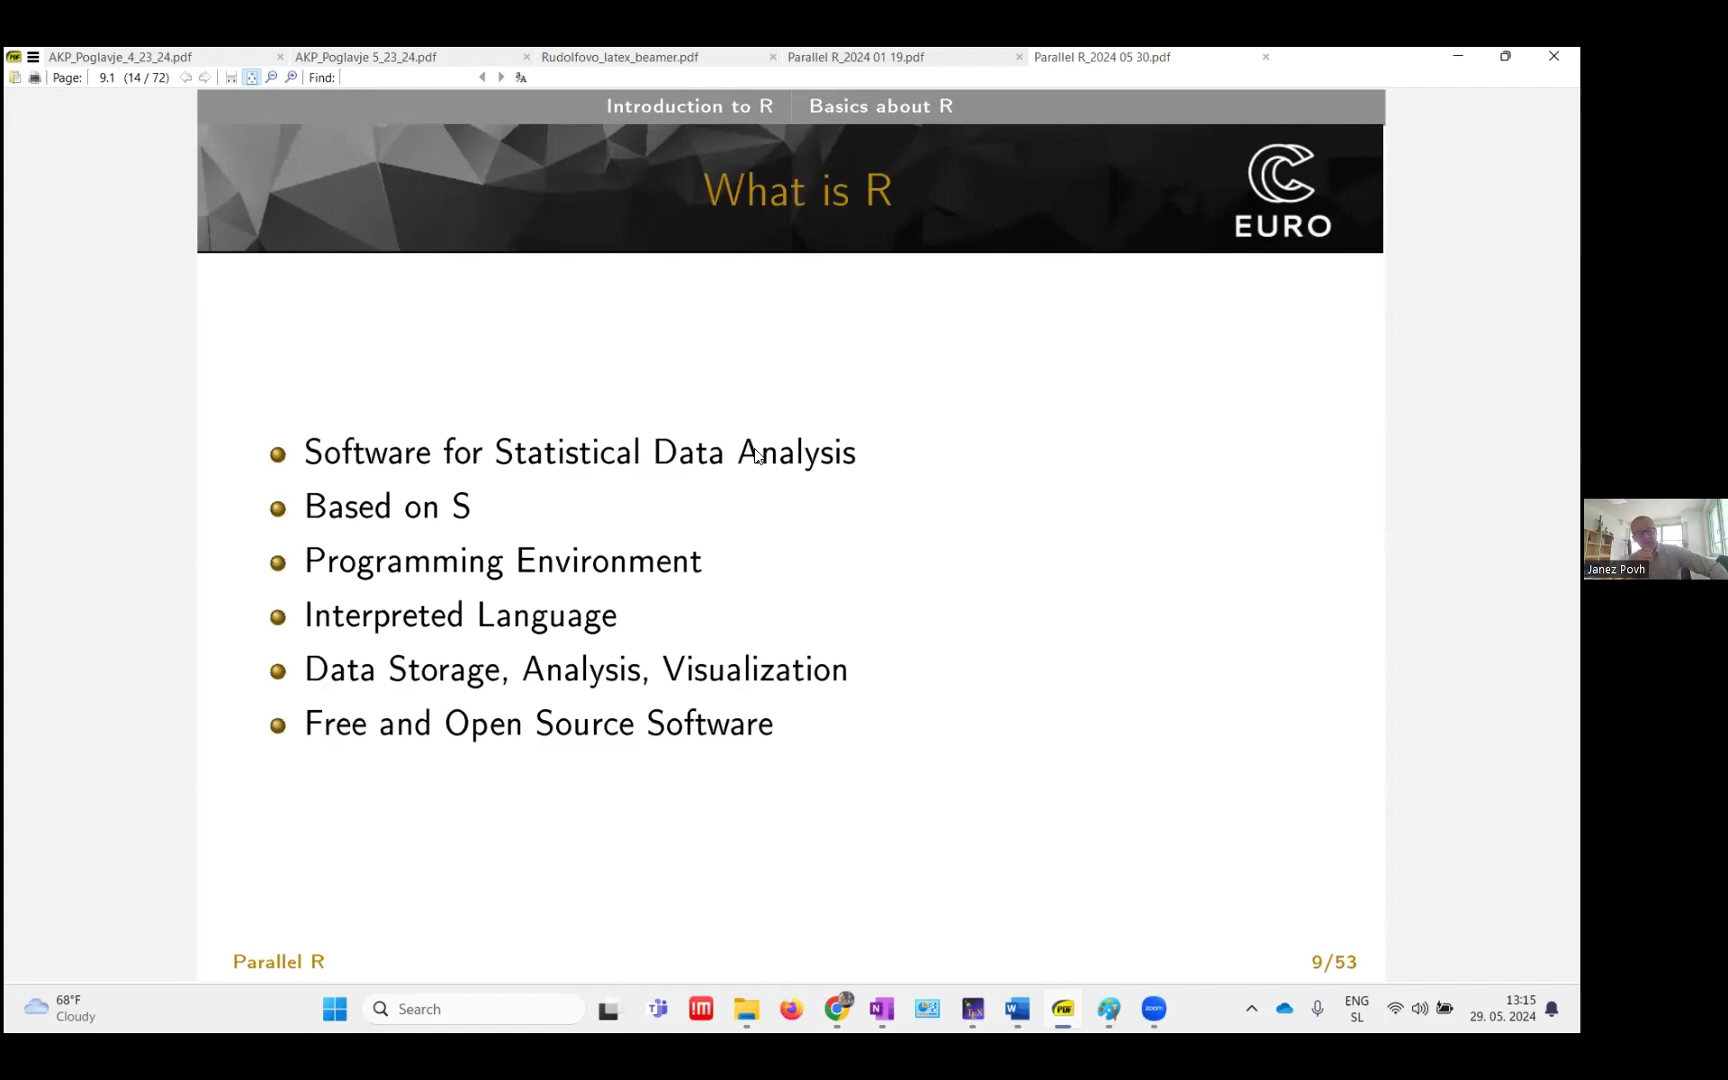 AKP_Poglavje_4_23_24.pdf
AKP_Poglavje 5_23_24.pdf
Rudolfovo_latex_beamer.pdf
Parallel R_2024 01 19.pdf
Parallel R_2024 05 30.pdf
Page: 9.1 (14 / 72) Find:
Introduction to R Basics about R
What is R
EURO
Software for Statistical Data Analysis
Based on S
Programming Environment
Interpreted Language
Data Storage, Analysis, Visualization
Free and Open Source Software
Janez Povh
Parallel R
9/53
68°F
Cloudy
Search
ENG
SL
13:15
29. 05. 2024